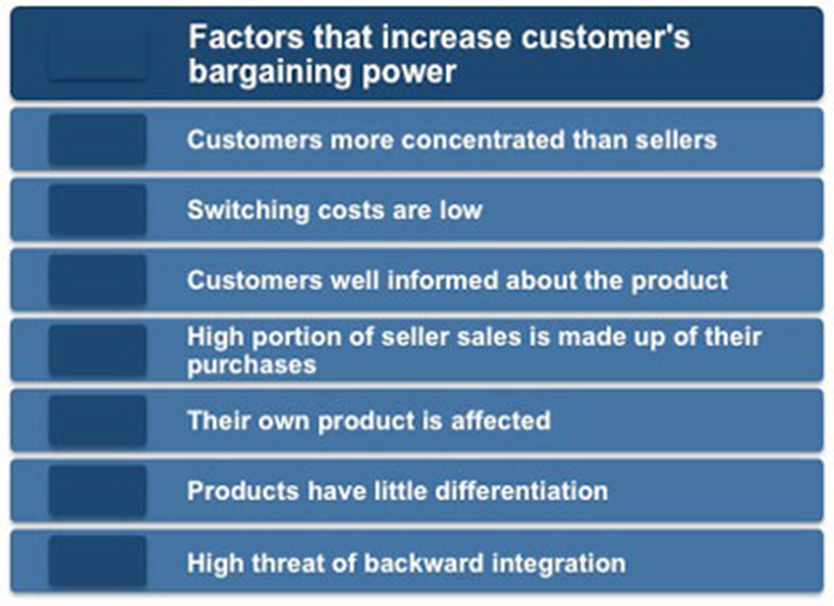 Factors that increase customer's
bargaining power
Customers more concentrated than sellers
Switching costs are low
Customers well informed about the product
High portion of seller sales is made up of their
purchases
Their own product is affected
Products have little differentiation
High threat of backward integration